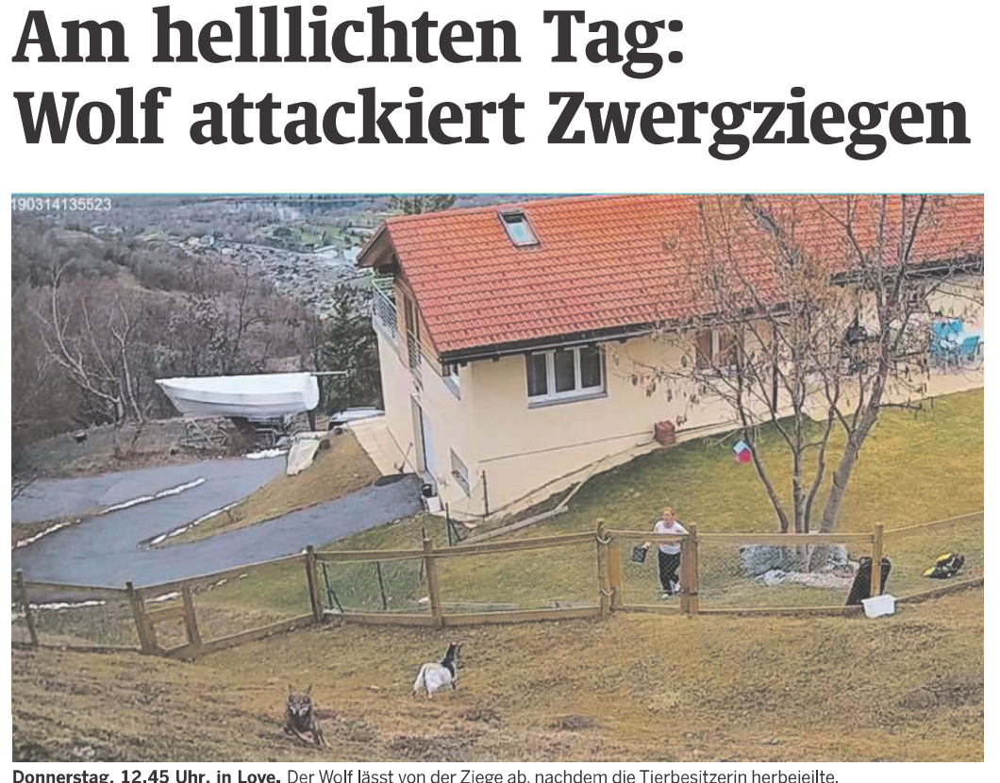 Am helllichten Tag:
Wolf attackiert Zwergziegen
190314135523
Donnerstag, 12.45 Uhr, in Loye. Der Wolf lässt von der Ziege ab, nachdem die Tierbesitzerin herbeieilte.